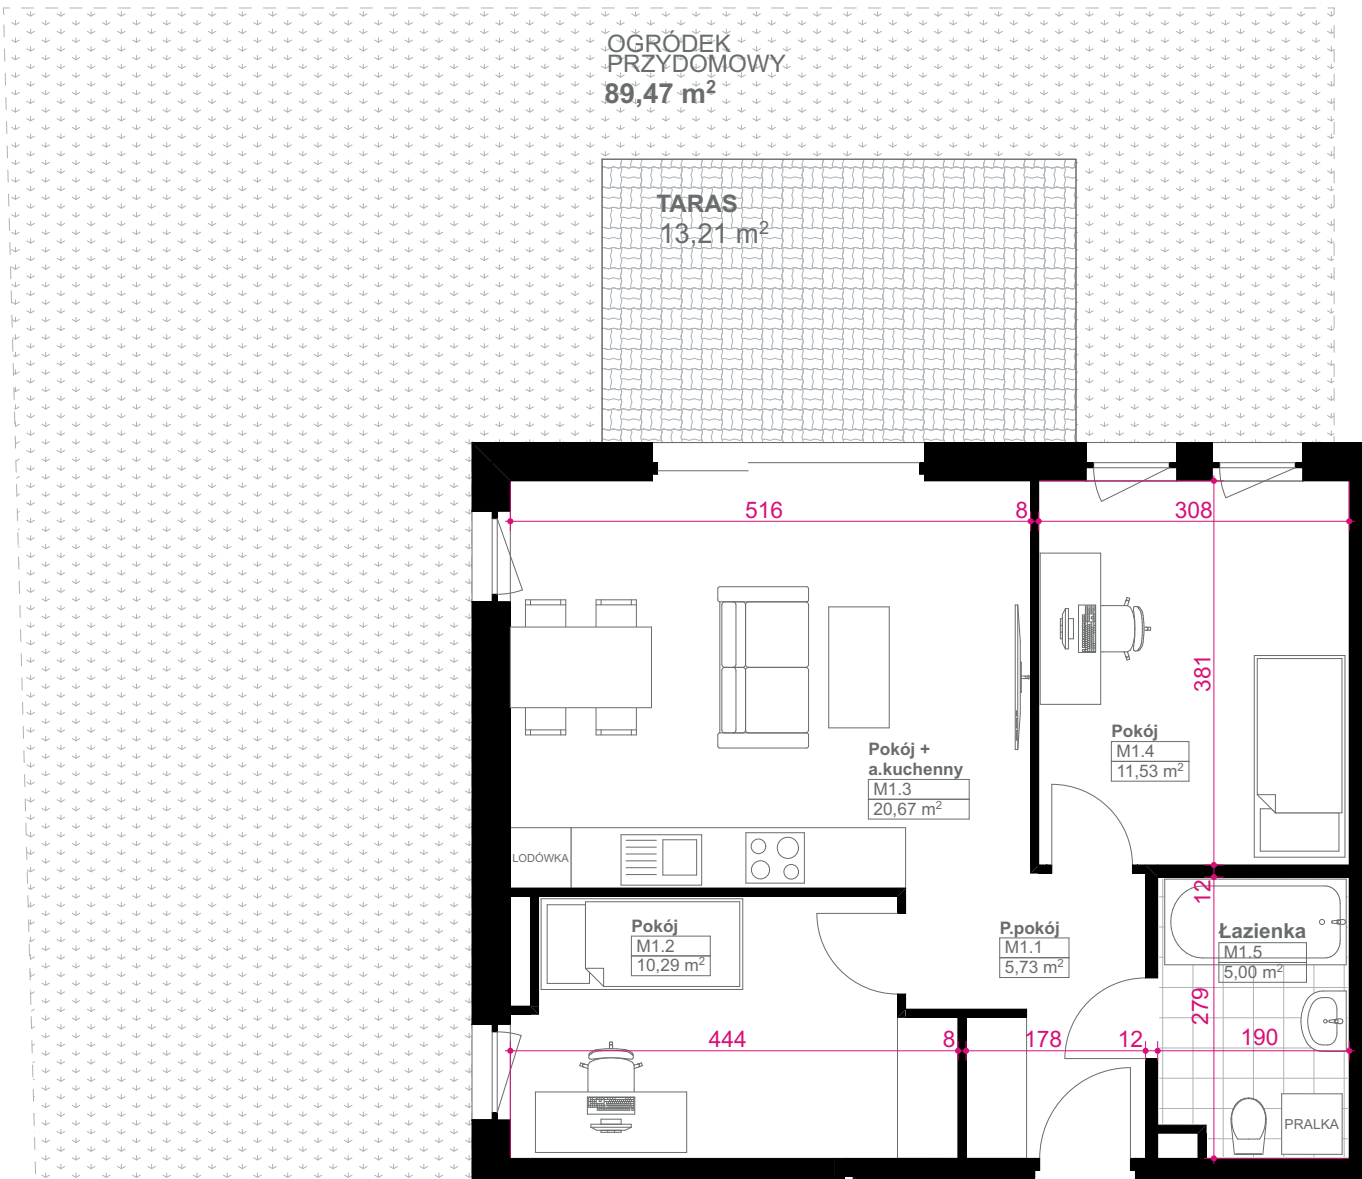 OGRÓDEK
PRZYDOMOWY
89,47 m²
TARAS
13,21 m²
516
8
308
381
Pokój
M1.4
11,53 m²
Pokój +
a.kuchenny
M1.3
20,67 m²
LODÓWKA
12
Pokój
M1.2
10,29 m²
P.pokój
M1.1
5,73 m²
Łazienka
M1.5
5,00 m²
279
444
8
178
12
190
PRALKA